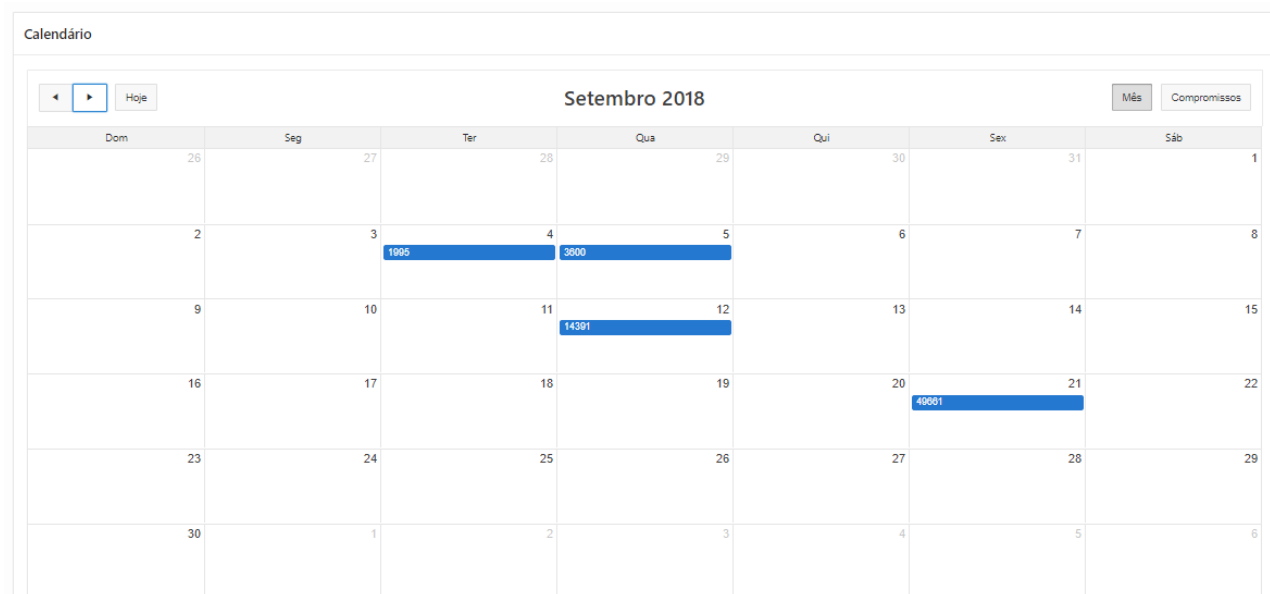 Calendário
◄ ► Hoje Setembro 2018 Mês Compromissos
Dom Seg Ter Qua Qui Sex Sáb
26 27 28 29 30 31 1
2 3 4 5 6 7 8
1995 3600
9 10 11 12 13 14 15
14391
16 17 18 19 20 21 22
49661
23 24 25 26 27 28 29
30 1 2 3 4 5 6